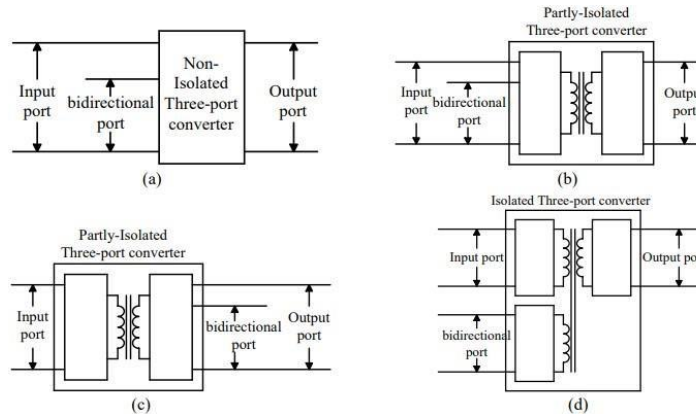 Input
port
bidirectional
port
Non-
Isolated
Three-port
converter
Output
port
(a)
Partly-Isolated
Three-port converter
Input
port
bidirectional
port
Output
port
(b)
Partly-Isolated
Three-port converter
Input
port
bidirectional
port
Output
port
(c)
Isolated Three-port converter
Input port
bidirectional
port
Output po
(d)